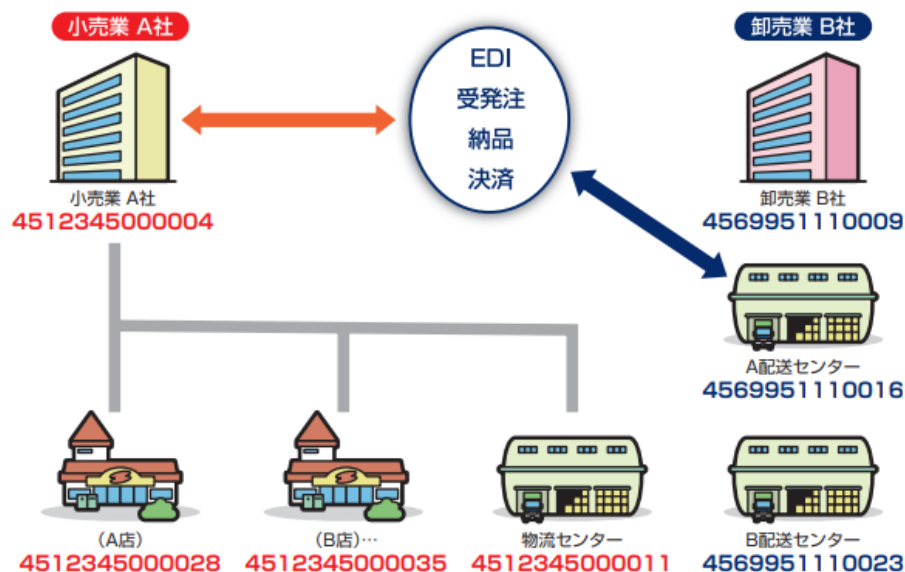 小売業 A社
卸売業 B社
EDI
受発注
納品
決済
小売業 A社
4512345000004
卸売業 B社
4569951110009
A配送センター
4569951110016
(A店)
4512345000028
(B店)…
4512345000035
物流センター
4512345000011
B配送センター
4569951110023